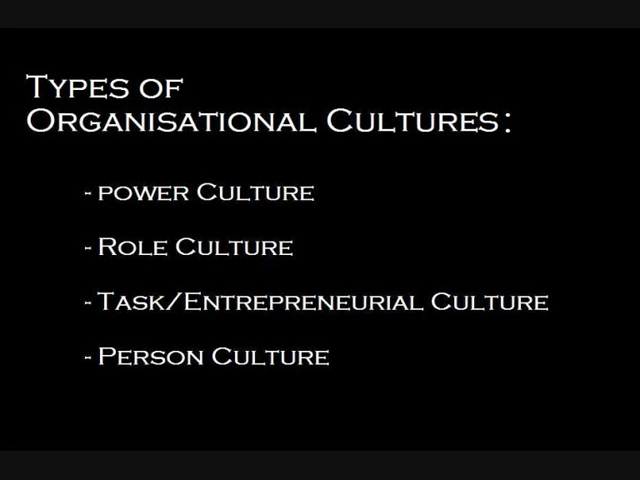 Types of
Organisational Cultures:
- power Culture
- Role Culture
- Task/Entrepreneurial Culture
- Person Culture